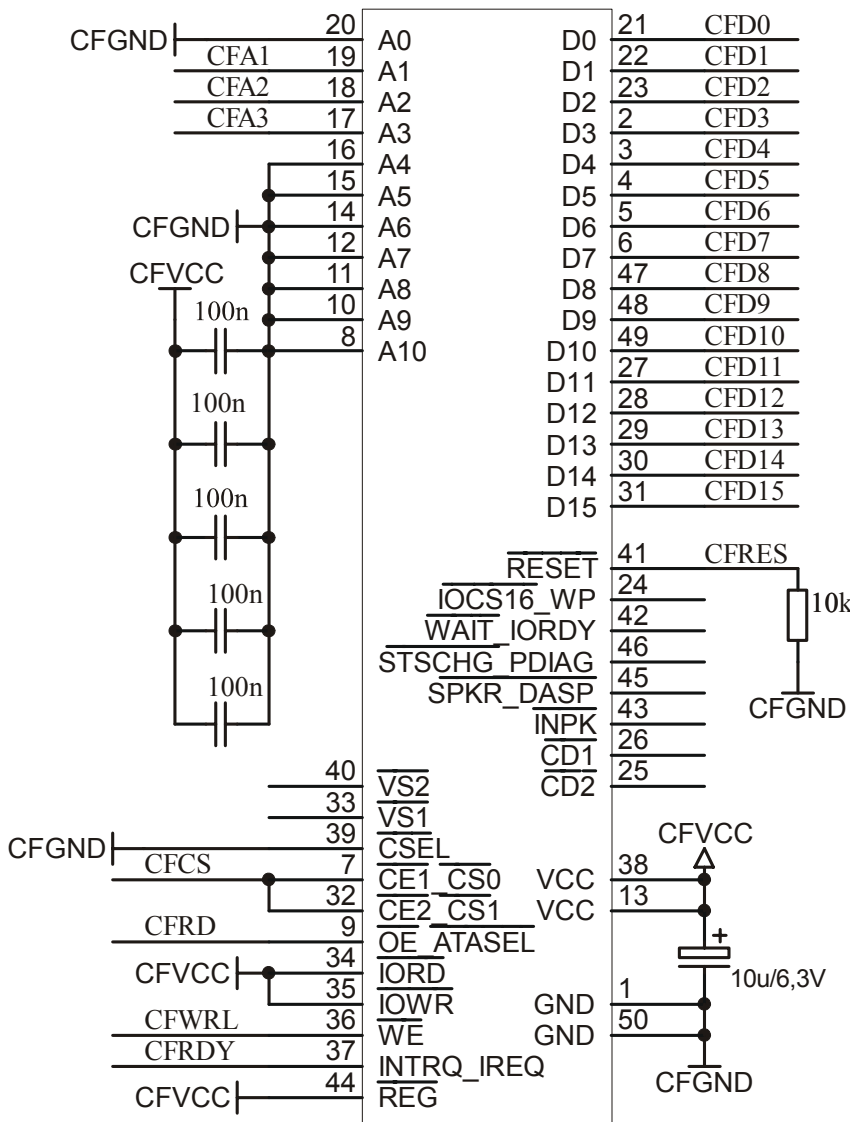 CFGND 20 A0 D0 21 CFD0
CFA1 19 A1 D1 22 CFD1
CFA2 18 A2 D2 23 CFD2
CFA3 17 A3 D3 2 CFD3
16 A4 D4 3 CFD4
15 A5 D5 4 CFD5
CFGND 14 A6 D6 5 CFD6
12 A7 D7 6 CFD7
CFVCC 11 A8 D8 47 CFD8
100n 10 A9 D9 48 CFD9
8 A10 D10 49 CFD10
D11 27 CFD11
100n D12 28 CFD12
D13 29 CFD13
D14 30 CFD14
100n D15 31 CFD15
RESET 41 CFRES
100n IOCS16_WP 24 10k
WAIT_IORDY 42
STSCHG_PDIAG 46
100n SPKR_DASP 45
INPK 43 CFGND
CD1 26
40 VS2 CD2 25
33 VS1
CFGND 39 CSEL CFVCC
CFCS 7 CE1_CS0 VCC 38
32 CE2_CS1 VCC 13
CFRD 9 OE_ATASEL +
CFVCC 34 IORD 10u/6,3V
35 IOWR GND 1
CFWRL 36 WE GND 50
CFRDY 37 INTRQ_IREQ
CFVCC 44 REG CFGND